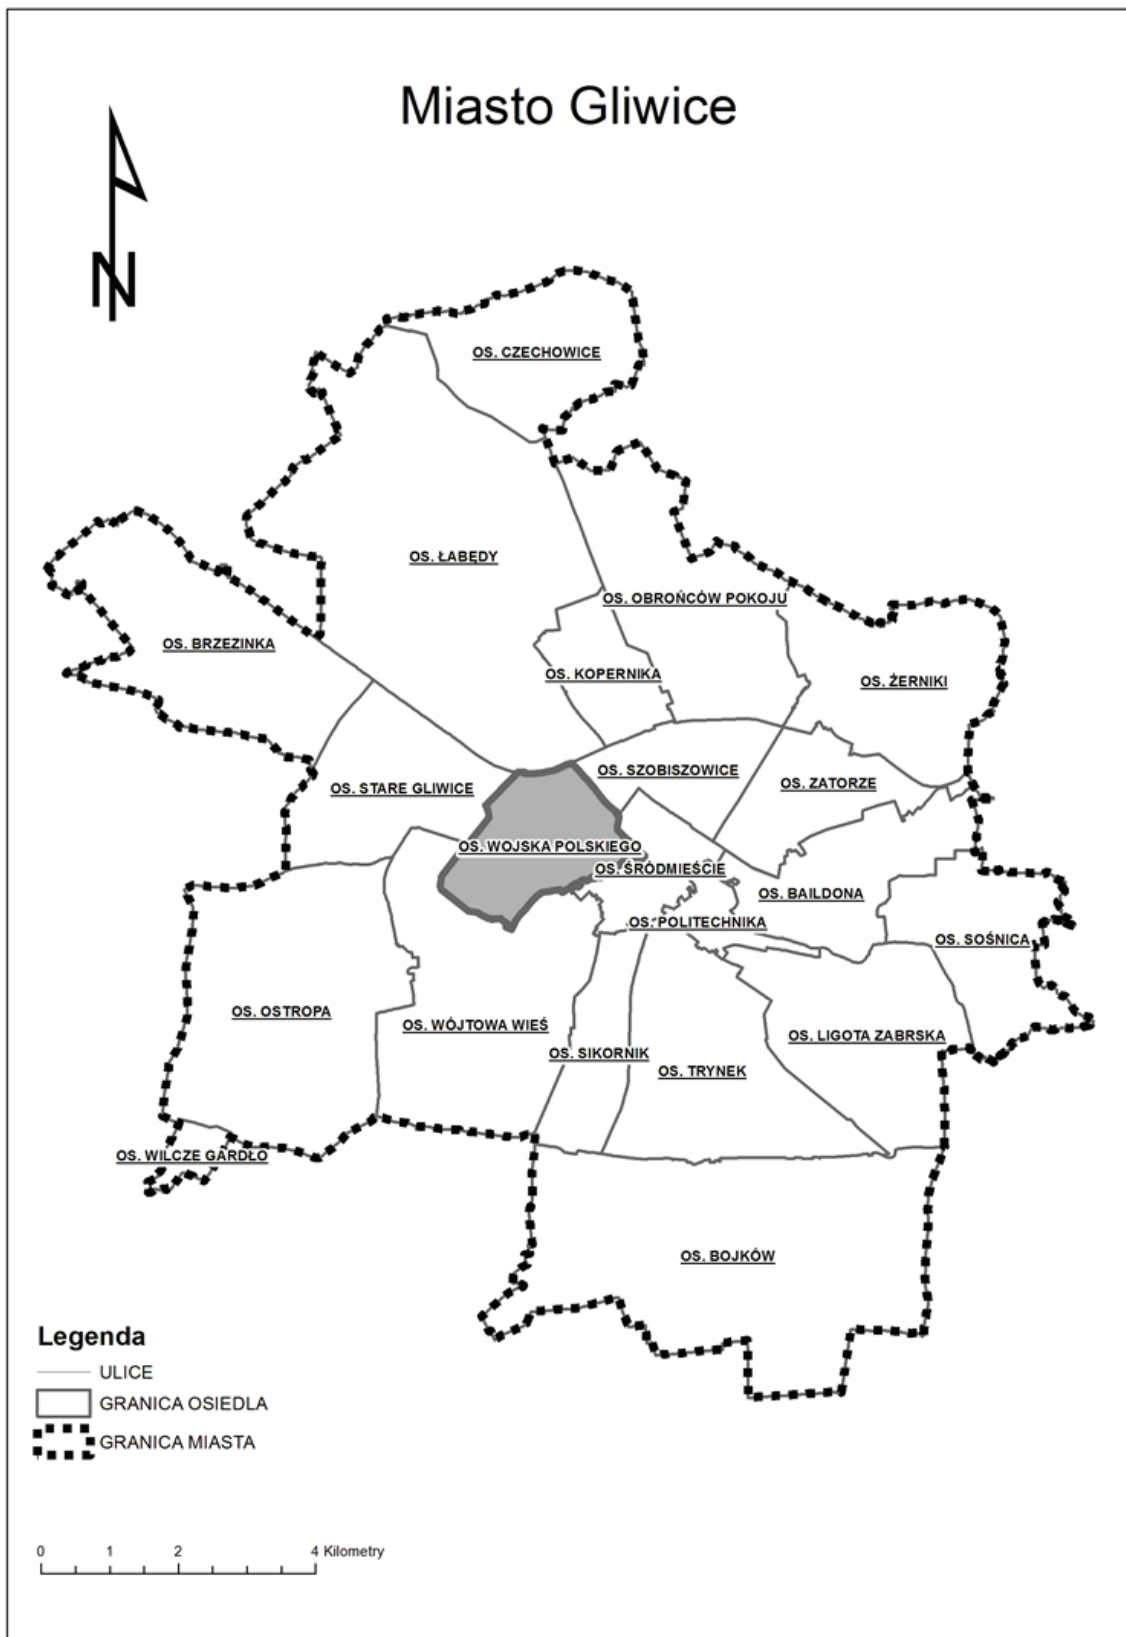 Miasto Gliwice
N
OS. CZECHOWICE
OS. ŁABĘDY
OS. OBROŃCÓW POKOJU
OS. BRZEZINKA
OS. KOPERNIKA
OS. ŻERNIKI
OS. SZOBISZOWICE
OS. ZATORZE
OS. STARE GLIWICE
OS. WOJSKA POLSKIEGO
OS. ŚRÓDMIEŚCIE
OS. BAILDONA
OS. POLITECHNIKA
OS. SOŚNICA
OS. OSTROPA
OS. WÓJTOWA WIEŚ
OS. LIGOTA ZABRSKA
OS. SIKORNIK
OS. TRYNEK
OS. WILCZE GARDŁO
OS. BOJKÓW
Legenda
ULICE
GRANICA OSIEDLA
GRANICA MIASTA
0 1 2 4 Kilometry